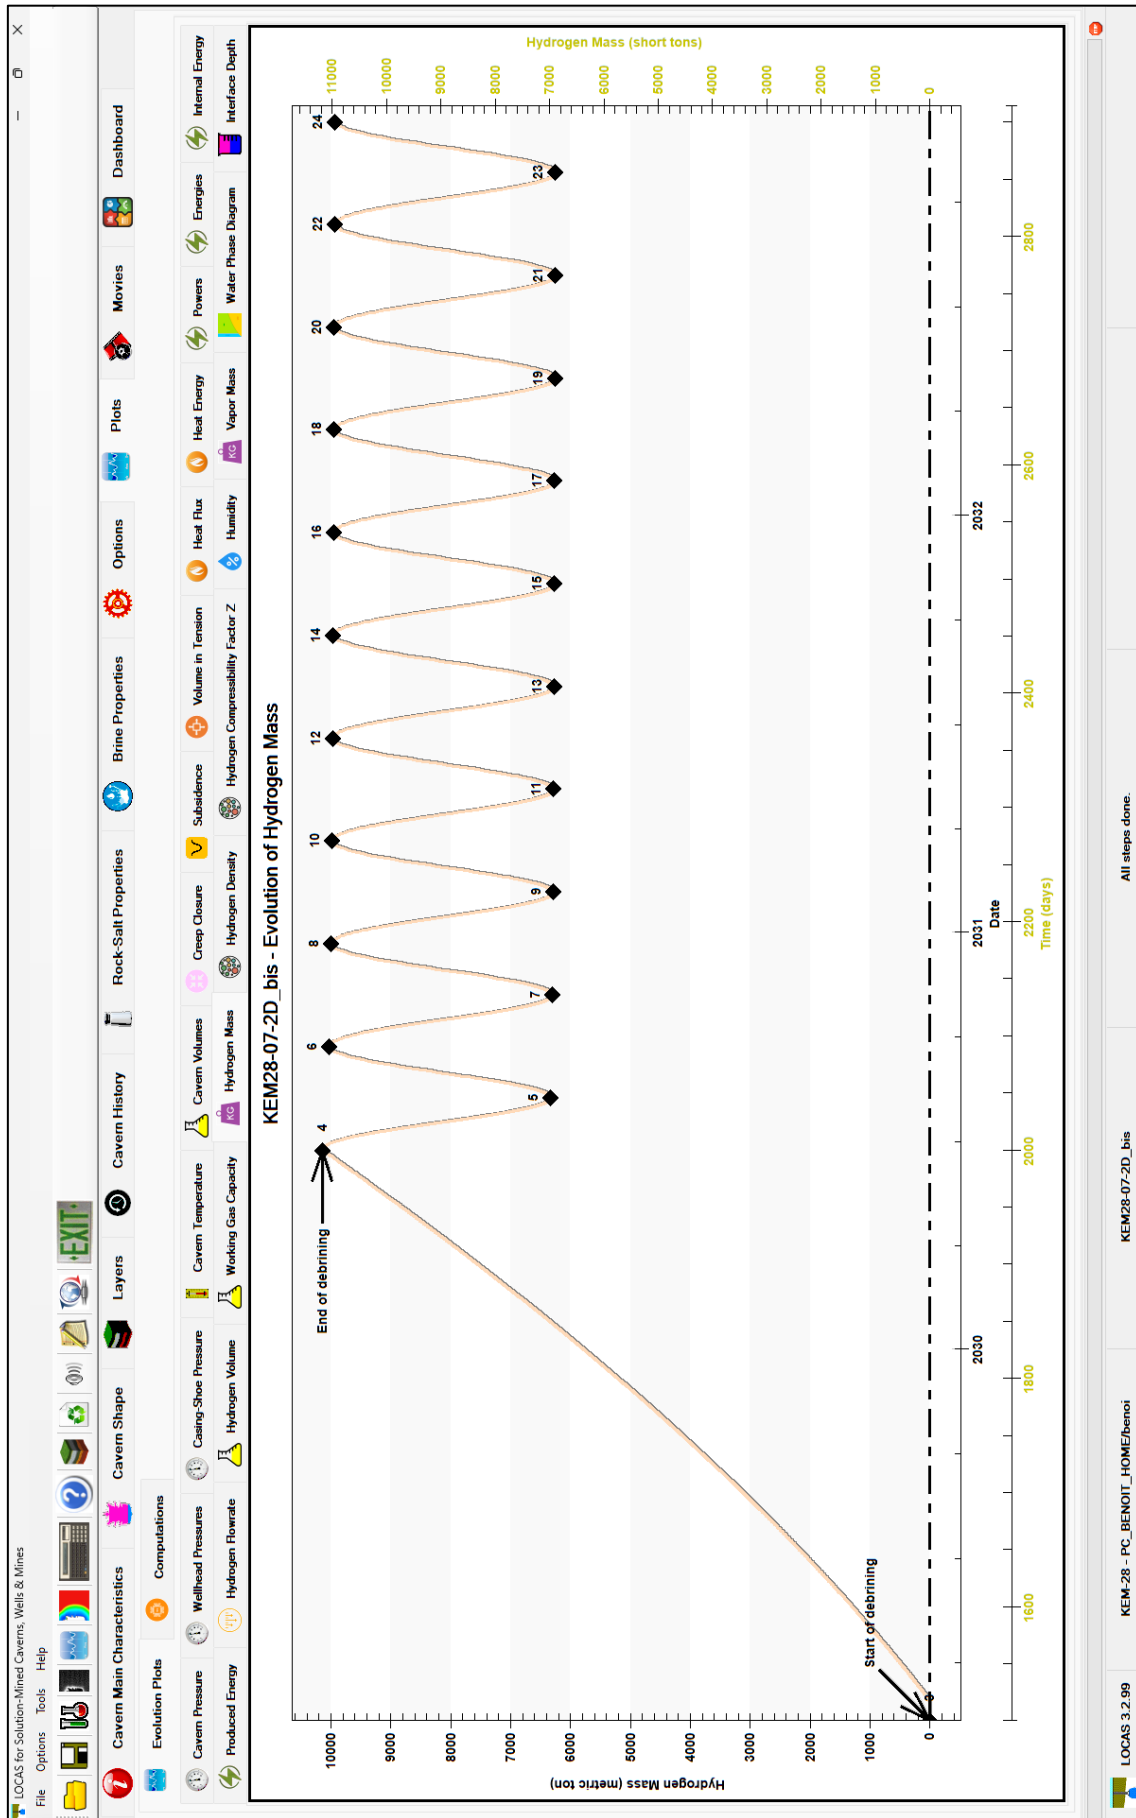 LOCAS for Solution-Mined Caverns, Wells & Mines
File Options Tools Help
Cavern Main Characteristics Cavern Shape Layers Cavern History Rock-Salt Properties Brine Properties Options Plots Movies Dashboard
Evolution Plots Computations
Cavern Pressure Wellhead Pressures Casing-Shoe Pressure Cavern Temperature Cavern Volumes Creep Closure Subsidence Volume in Tension Heat Flux Heat Energy Powers Energies Internal Energy
Produced Energy Hydrogen Flowrate Hydrogen Volume Working Gas Capacity Hydrogen Mass Hydrogen Density Hydrogen Compressibility Factor Z Humidity Vapor Mass Water Phase Diagram Interface Depth
KEM28-07-2D_bis - Evolution of Hydrogen Mass
Hydrogen Mass (metric ton)
10000
9000
8000
7000
6000
5000
4000
3000
2000
1000
0
Hydrogen Mass (short tons)
11000
10000
9000
8000
7000
6000
5000
4000
3000
2000
1000
0
End of debrining
Start of debrining
3
4
5
6
7
8
9
10
11
12
13
14
15
16
17
18
19
20
21
22
23
24
2030 2031 2032
Date
1600 1800 2000 2200 2400 2600 2800
Time (days)
LOCAS 3.2.99 KEM-28 - PC_BENOIT_HOME/benoi KEM28-07-2D_bis All steps done.
EXIT